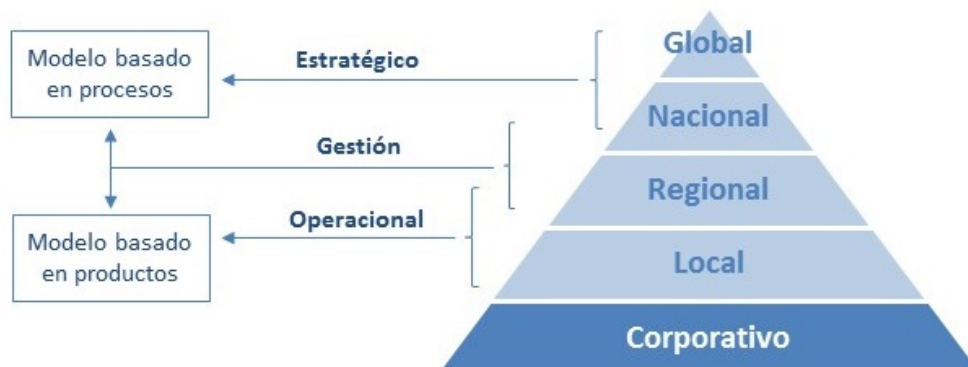 Modelo basado
en procesos
Estratégico
Global
Nacional
Gestión
Regional
Operacional
Modelo basado
en productos
Local
Corporativo